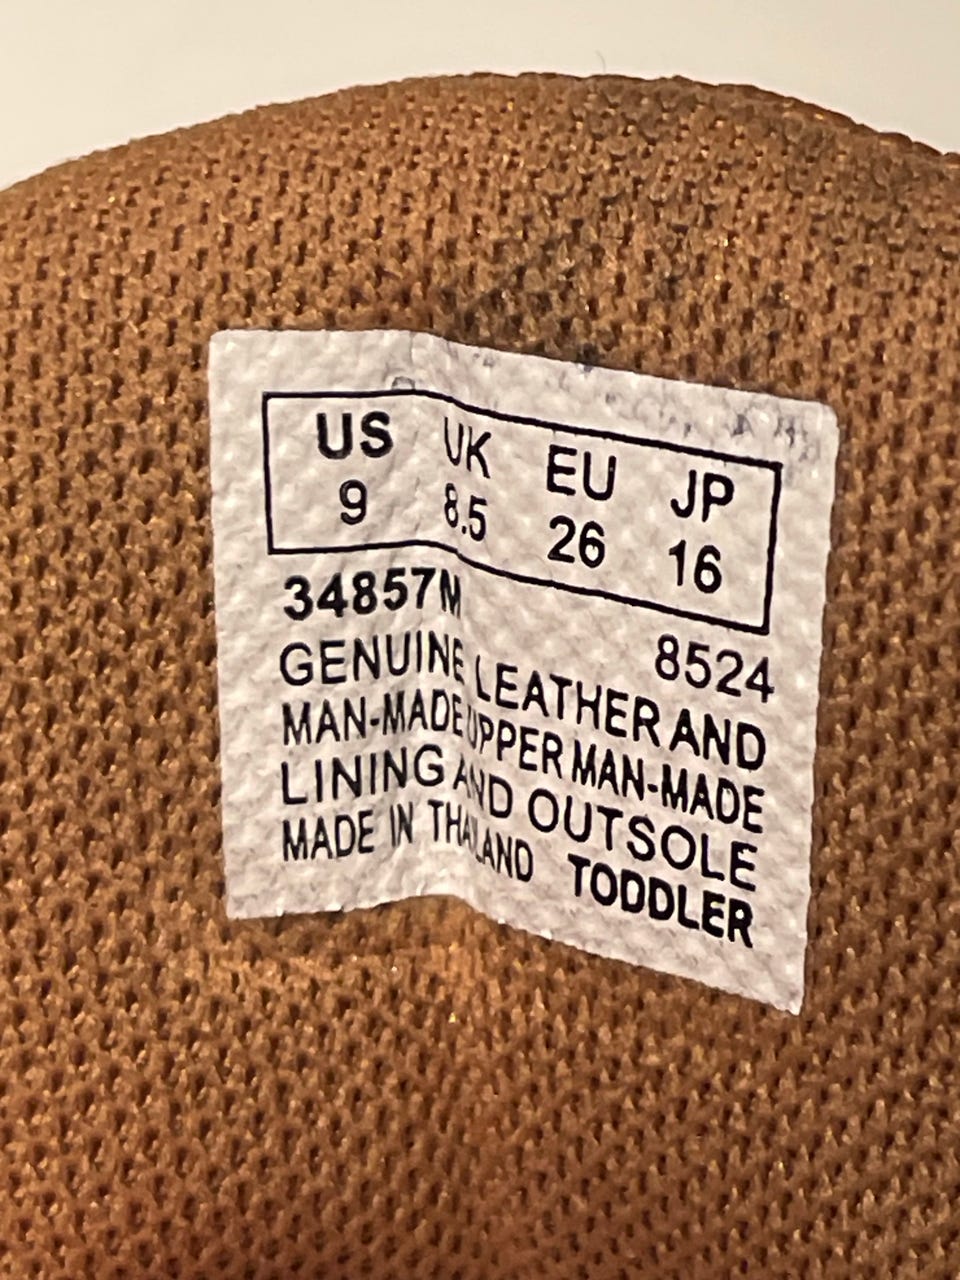 US UK EU JP
9 8.5 26 16
34857M 8524
GENUINE LEATHER AND
MAN-MADE UPPER MAN-MADE
LINING AND OUTSOLE
MADE IN THAILAND TODDLER